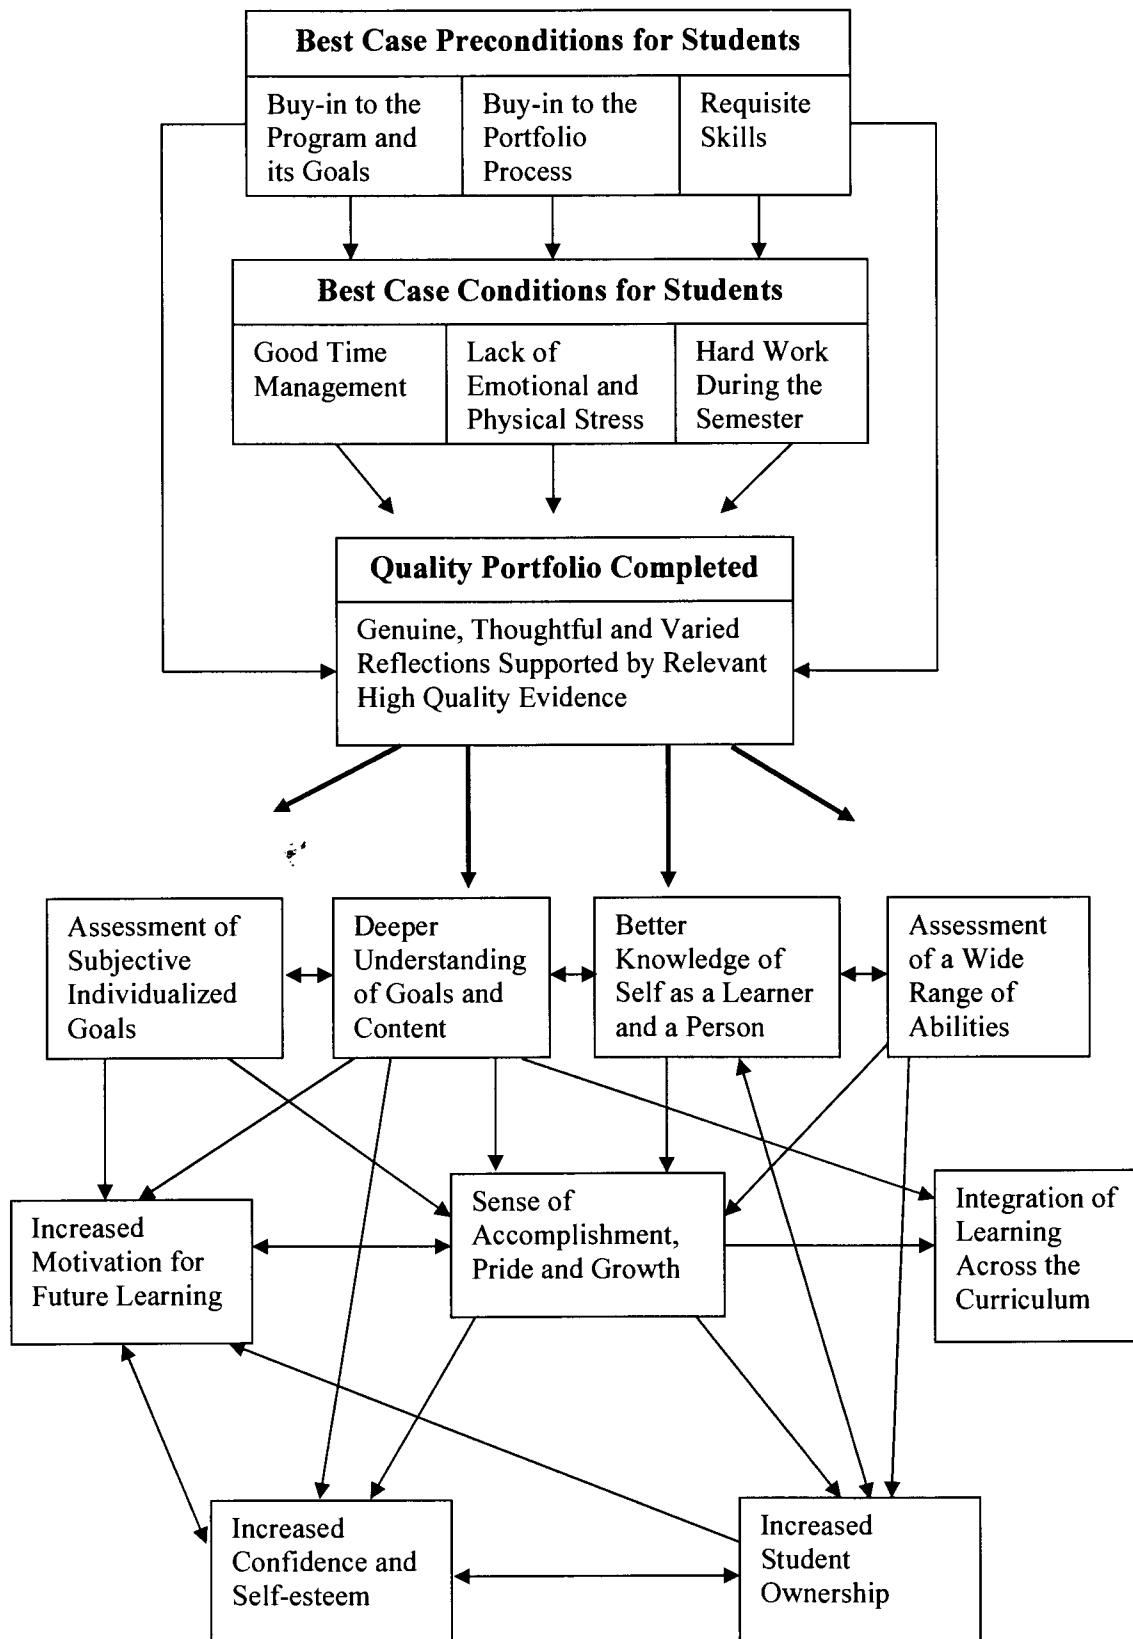 Best Case Preconditions for Students
Buy-in to the
Program and
its Goals
Buy-in to the
Portfolio
Process
Requisite
Skills
Best Case Conditions for Students
Good Time
Management
Lack of
Emotional and
Physical Stress
Hard Work
During the
Semester
Quality Portfolio Completed
Genuine, Thoughtful and Varied
Reflections Supported by Relevant
High Quality Evidence
Assessment of
Subjective
Individualized
Goals
Deeper
Understanding
of Goals and
Content
Better
Knowledge of
Self as a Learner
and a Person
Assessment
of a Wide
Range of
Abilities
Increased
Motivation for
Future Learning
Sense of
Accomplishment,
Pride and Growth
Integration of
Learning
Across the
Curriculum
Increased
Confidence and
Self-esteem
Increased
Student
Ownership